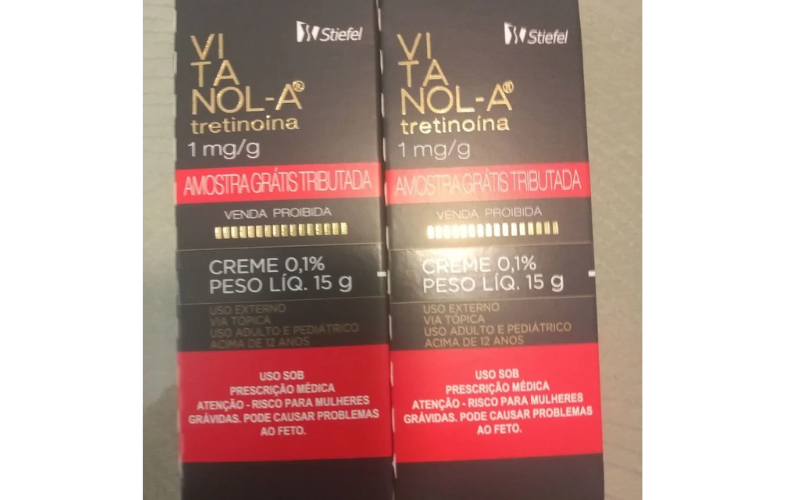 Stiefel
VI
TA
NOL-A®
tretinoína
1 mg/g
AMOSTRA GRÁTIS TRIBUTADA
VENDA PROIBIDA
CREME 0,1%
PESO LÍQ. 15 g
USO EXTERNO
VIA TÓPICA
USO ADULTO E PEDIÁTRICO
ACIMA DE 12 ANOS
USO SOB
PRESCRIÇÃO MÉDICA
ATENÇÃO - RISCO PARA MULHERES
GRÁVIDAS. PODE CAUSAR PROBLEMAS
AO FETO.
Stiefel
VI
TA
NOL-A®
tretinoína
1 mg/g
AMOSTRA GRÁTIS TRIBUTADA
VENDA PROIBIDA
CREME 0,1%
PESO LÍQ. 15 g
USO EXTERNO
VIA TÓPICA
USO ADULTO E PEDIÁTRICO
ACIMA DE 12 ANOS
USO SOB
PRESCRIÇÃO MÉDICA
ATENÇÃO - RISCO PARA MULHERES
GRÁVIDAS. PODE CAUSAR PROBLEMAS
AO FETO.